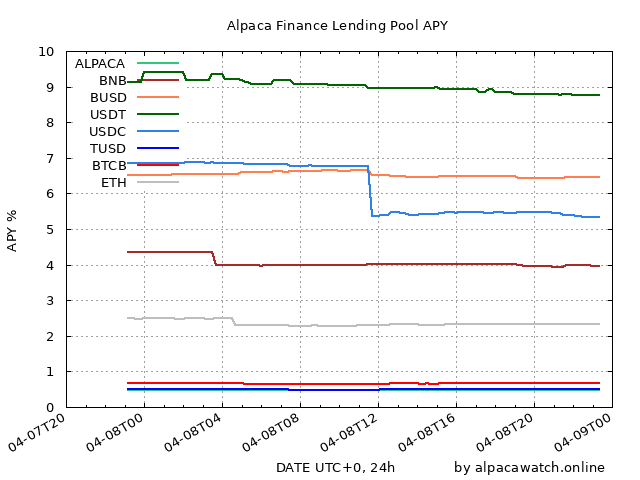 Alpaca Finance Lending Pool APY
10
9
8
7
6
5
4
3
2
1
0
APY %
ALPACA
BNB
BUSD
USDT
USDC
TUSD
BTCB
ETH
04-07T20
04-08T00
04-08T04
04-08T08
04-08T12
04-08T16
04-08T20
04-09T00
DATE UTC+0, 24h
by alpacawatch.online